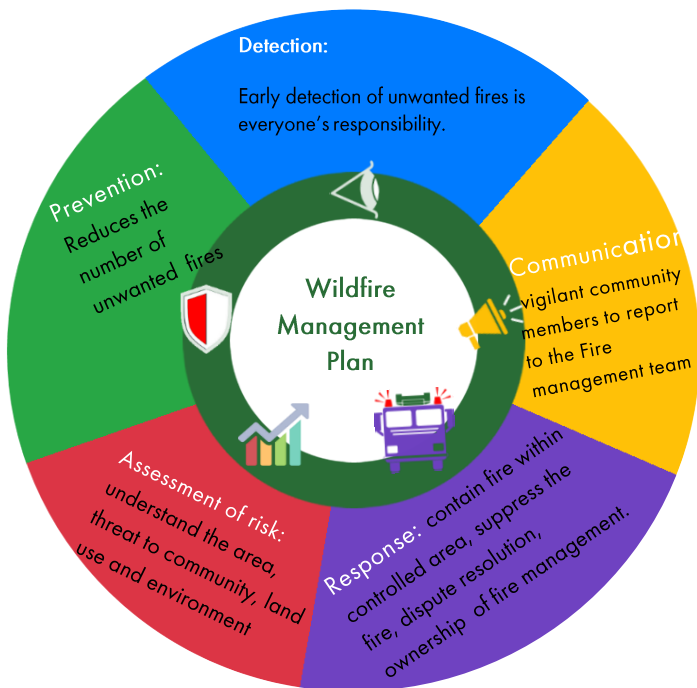 Detection:
Early detection of unwanted fires is
everyone's responsibility.
Communication
vigilant community
members to report
to the Fire
management team
Response: contain fire within
controlled area, suppress the
fire, dispute resolution,
ownership of fire management.
Assessment of risk:
understand the area,
threat to community, land
use and environment
Prevention:
Reduces the
number of
unwanted fires
Wildfire
Management
Plan